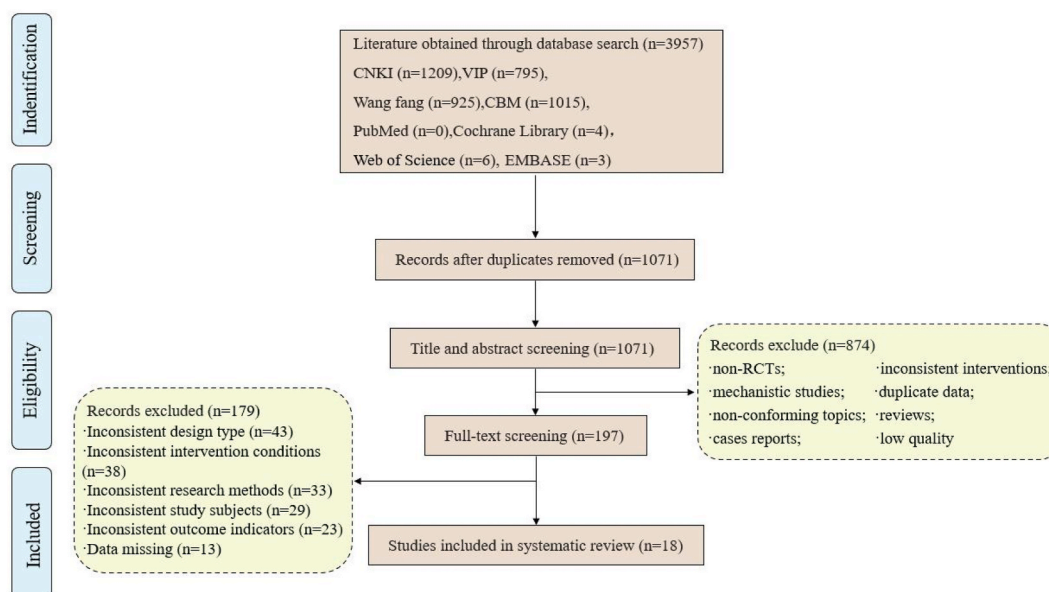 Indentification
Literature obtained through database search (n=3957)
CNKI (n=1209),VIP (n=795),
Wang fang (n=925),CBM (n=1015),
PubMed (n=0),Cochrane Library (n=4),
Web of Science (n=6), EMBASE (n=3)
Screening
Records after duplicates removed (n=1071)
Eligibility
Title and abstract screening (n=1071)
Records exclude (n=874)
·non-RCTs; ·inconsistent interventions;
·mechanistic studies; ·duplicate data;
·non-conforming topics; ·reviews;
·cases reports; ·low quality
Full-text screening (n=197)
Records excluded (n=179)
·Inconsistent design type (n=43)
·Inconsistent intervention conditions
(n=38)
·Inconsistent research methods (n=33)
·Inconsistent study subjects (n=29)
·Inconsistent outcome indicators (n=23)
·Data missing (n=13)
Included
Studies included in systematic review (n=18)